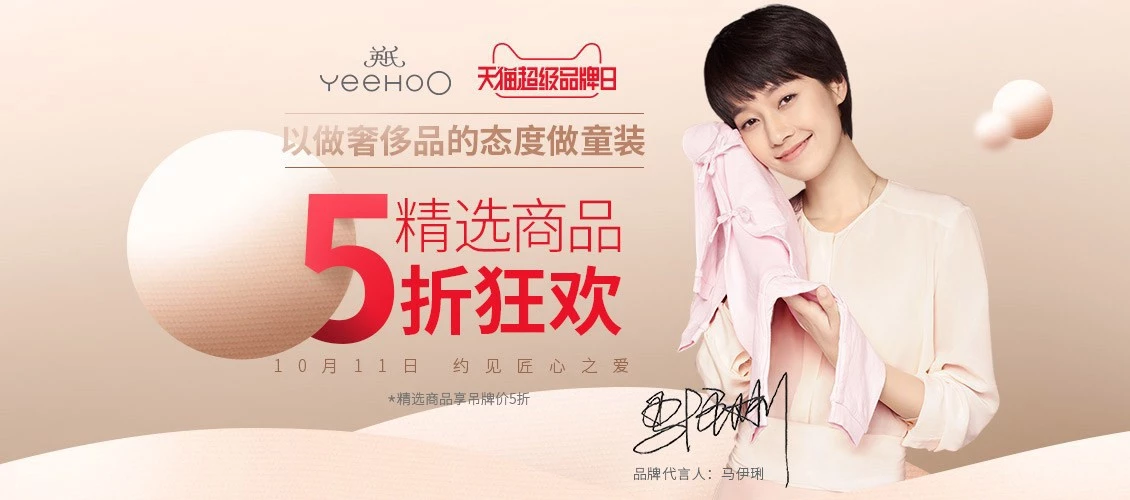 英氏
YeeHoO
天猫超级品牌日
以做奢侈品的态度做童装
5
精选商品
折狂欢
10月11日 约见匠心之爱
*精选商品享吊牌价5折
马伊琍
品牌代言人：马伊琍